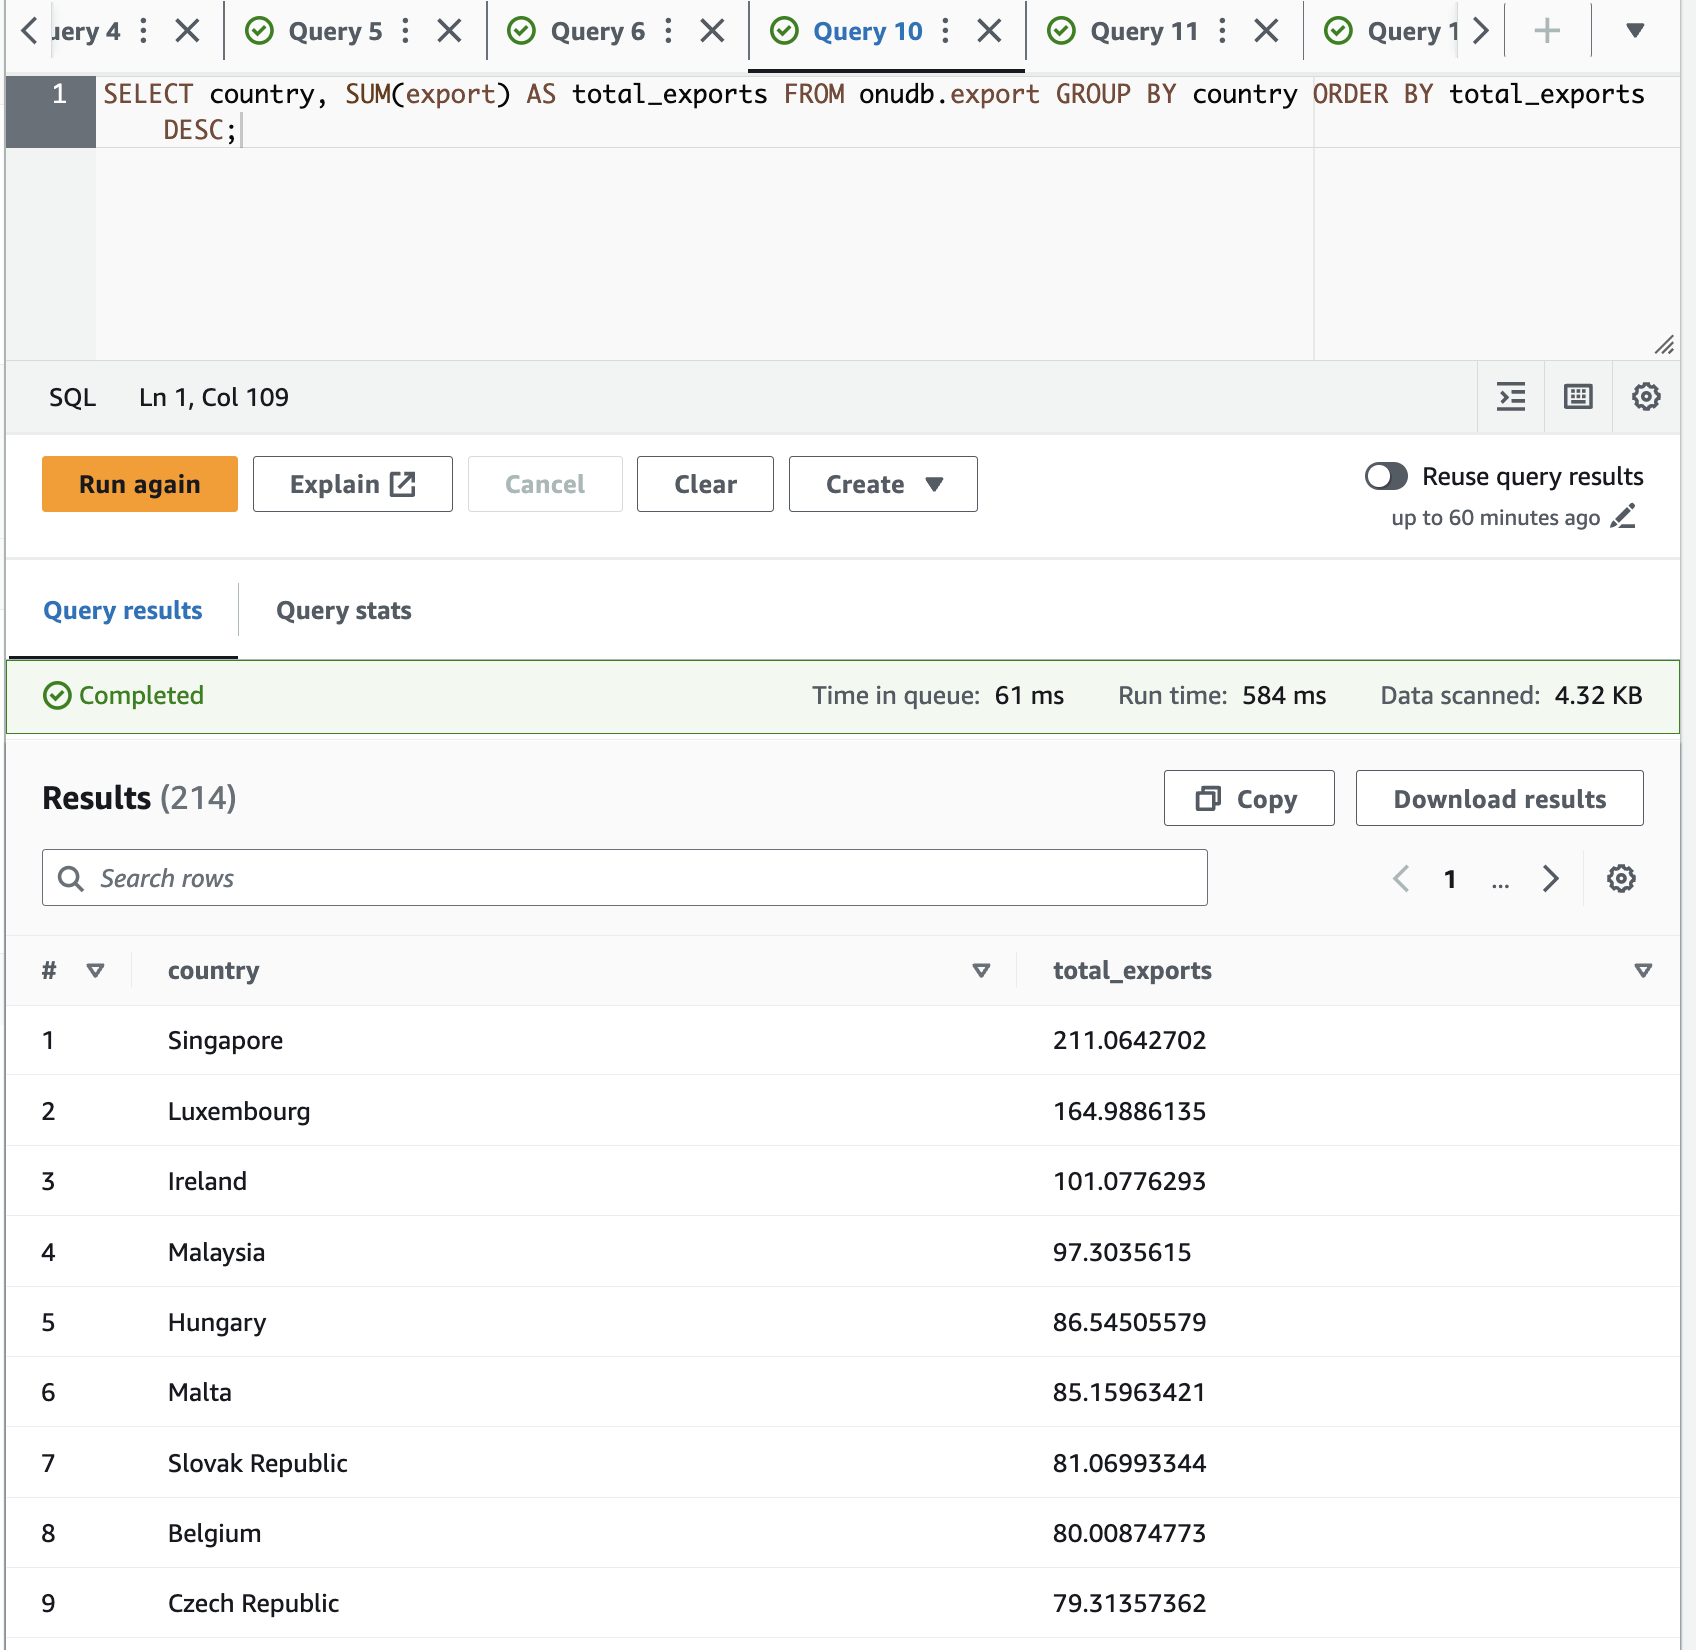 uery 4
Query 5
Query 6
Query 10
Query 11
Query 1
1 SELECT country, SUM(export) AS total_exports FROM onudb.export GROUP BY country ORDER BY total_exports
DESC;
SQL Ln 1, Col 109
Run again
Explain
Cancel
Clear
Create
Reuse query results
up to 60 minutes ago
Query results
Query stats
Completed
Time in queue: 61 ms Run time: 584 ms Data scanned: 4.32 KB
Results (214)
Copy
Download results
Search rows
1 ...
# country total_exports
1 Singapore 211.0642702
2 Luxembourg 164.9886135
3 Ireland 101.0776293
4 Malaysia 97.3035615
5 Hungary 86.54505579
6 Malta 85.15963421
7 Slovak Republic 81.06993344
8 Belgium 80.00874773
9 Czech Republic 79.31357362